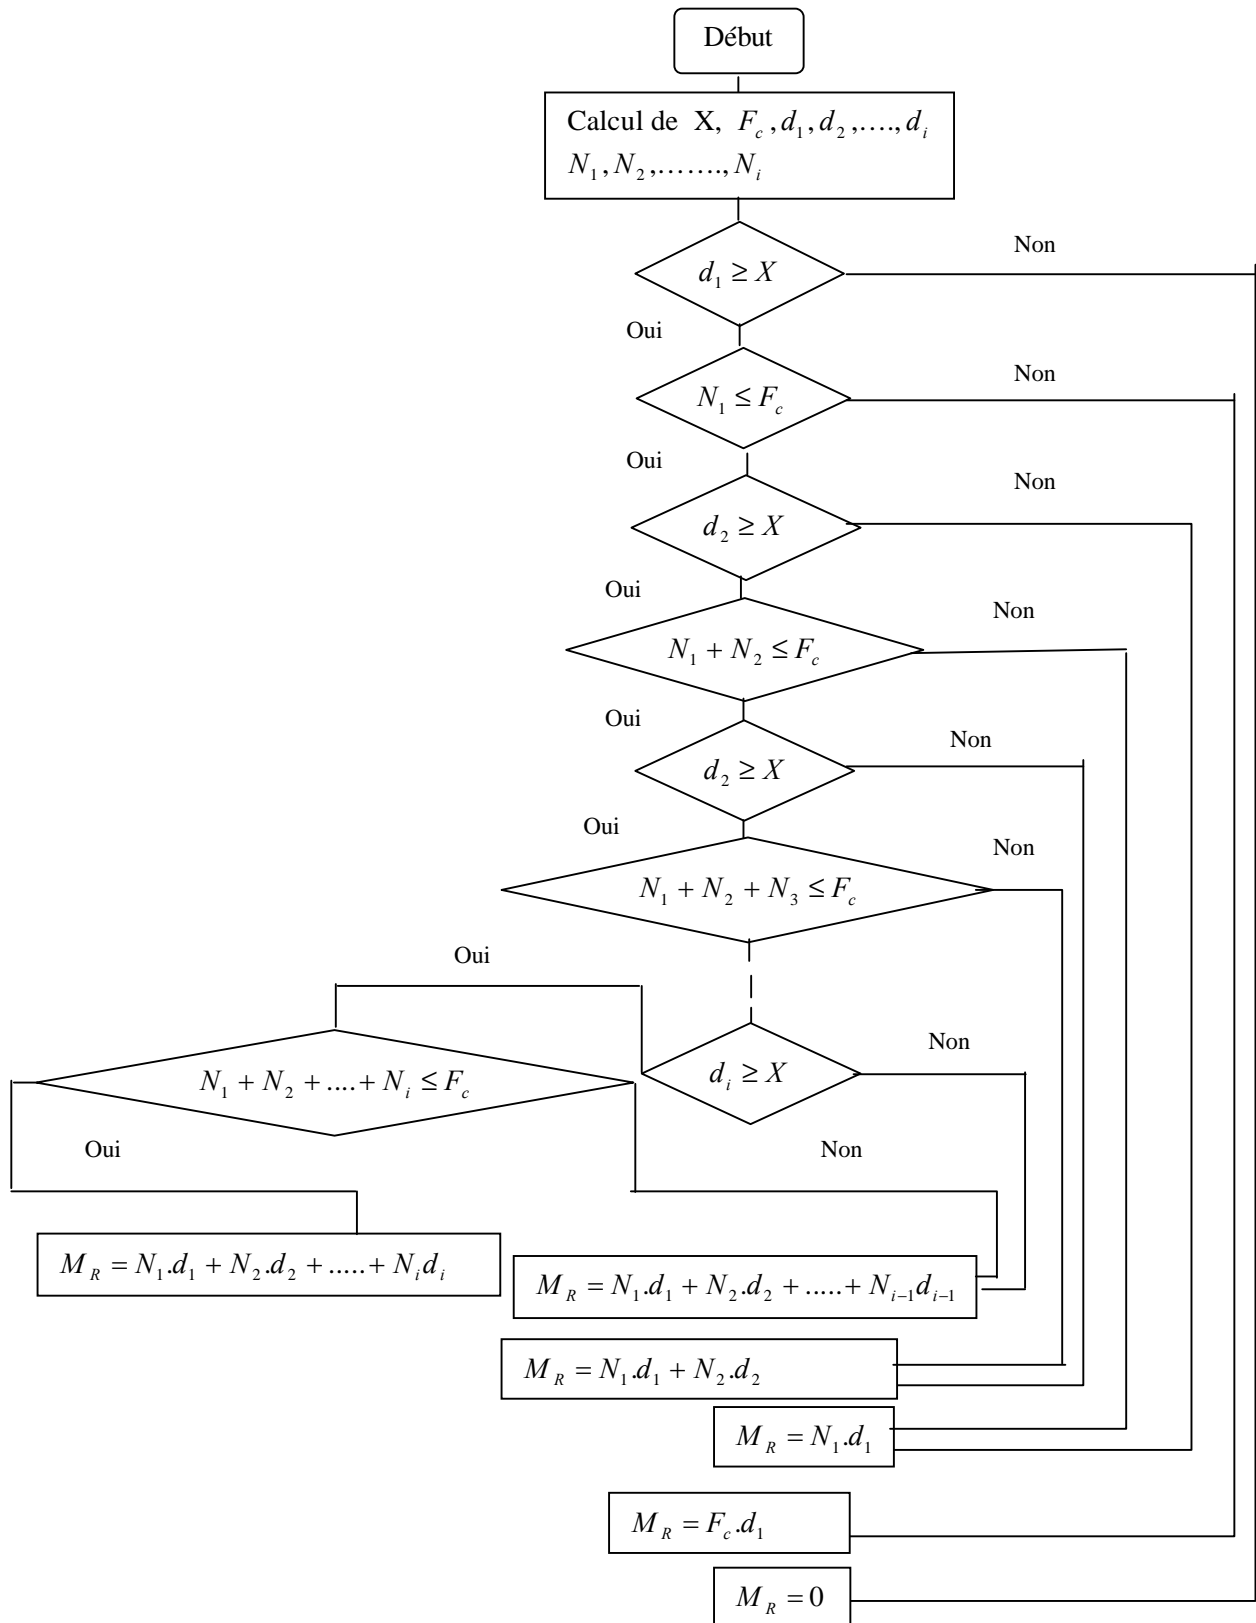 Début
Calcul de X, F_c, d_1, d_2,...., d_i
N_1, N_2,......., N_i
Non
d_1 ≥ X
Oui
Non
N_1 ≤ F_c
Oui
Non
d_2 ≥ X
Oui
Non
N_1 + N_2 ≤ F_c
Oui
Non
d_2 ≥ X
Oui
Non
N_1 + N_2 + N_3 ≤ F_c
Oui
Non
d_i ≥ X
N_1 + N_2 + .... + N_i ≤ F_c
Oui
Non
M_R = N_1.d_1 + N_2.d_2 + ..... + N_i d_i
M_R = N_1.d_1 + N_2.d_2 + ..... + N_{i-1} d_{i-1}
M_R = N_1.d_1 + N_2.d_2
M_R = N_1.d_1
M_R = F_c.d_1
M_R = 0